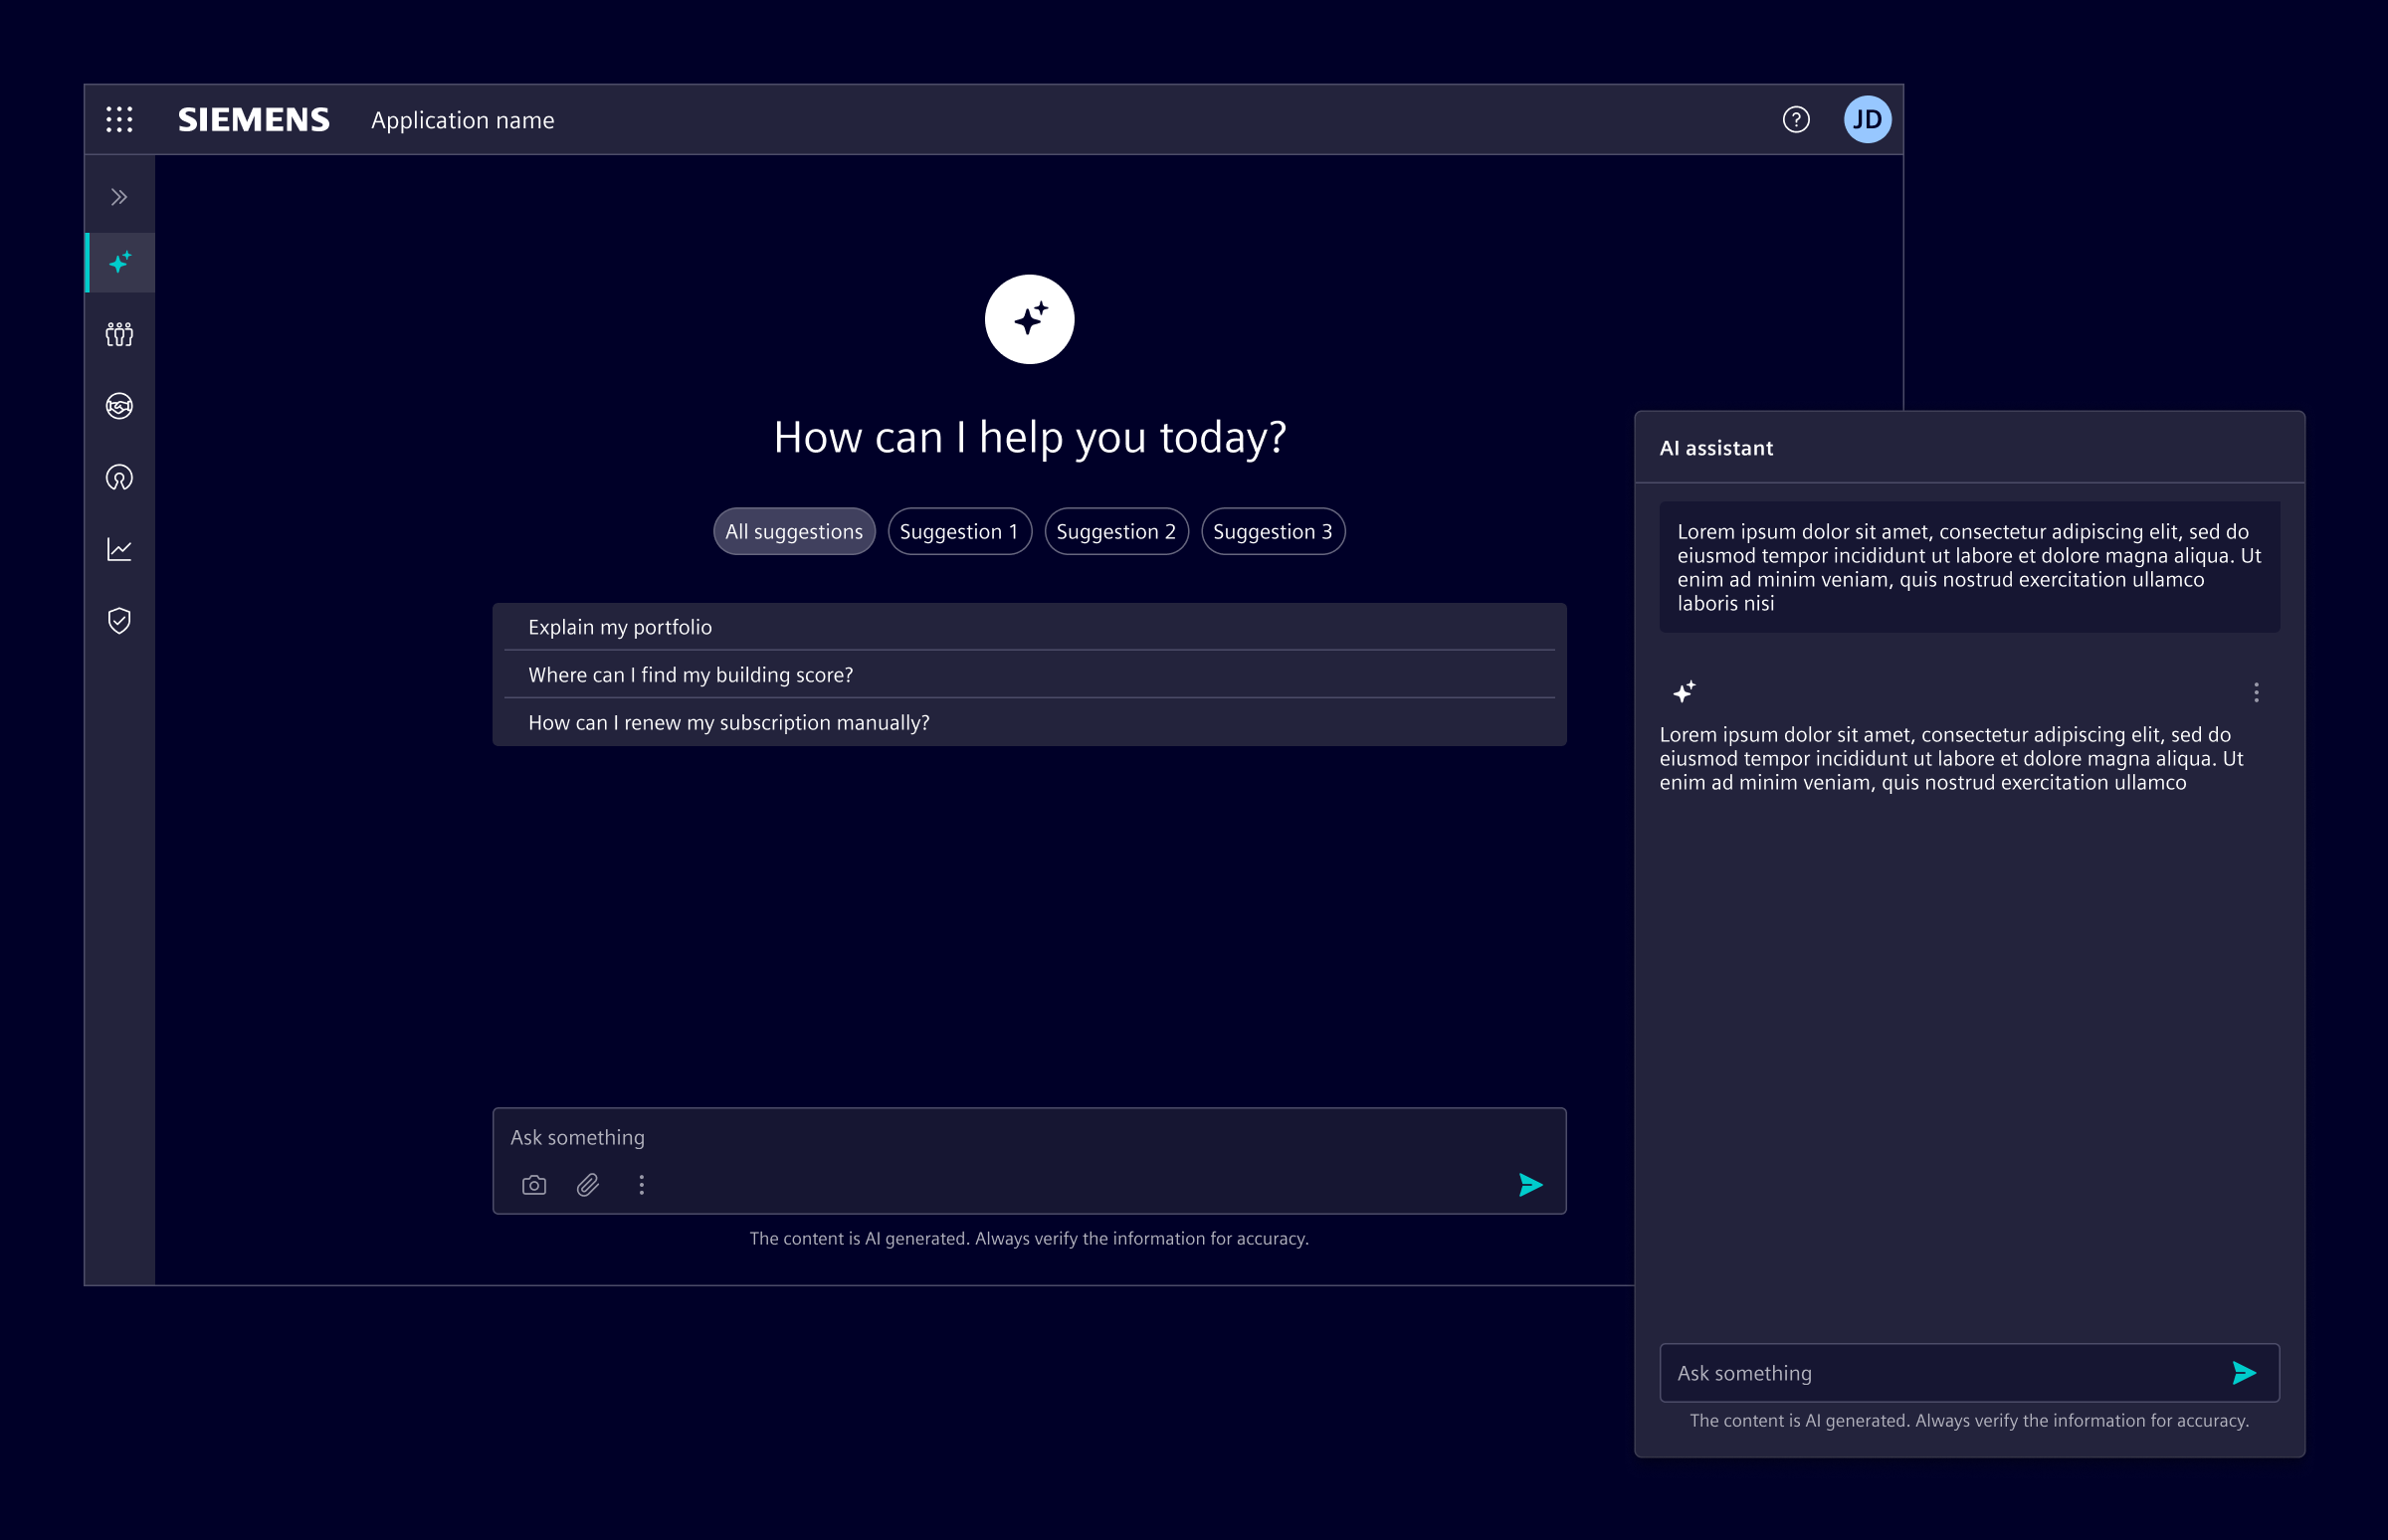 SIEMENS Application name
JD
How can I help you today?
All suggestions Suggestion 1 Suggestion 2 Suggestion 3
Explain my portfolio
Where can I find my building score?
How can I renew my subscription manually?
Ask something
The content is AI generated. Always verify the information for accuracy.
AI assistant
Lorem ipsum dolor sit amet, consectetur adipiscing elit, sed do
eiusmod tempor incididunt ut labore et dolore magna aliqua. Ut
enim ad minim veniam, quis nostrud exercitation ullamco
laboris nisi
Lorem ipsum dolor sit amet, consectetur adipiscing elit, sed do
eiusmod tempor incididunt ut labore et dolore magna aliqua. Ut
enim ad minim veniam, quis nostrud exercitation ullamco
Ask something
The content is AI generated. Always verify the information for accuracy.